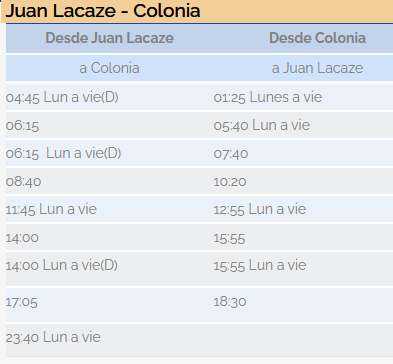 Juan Lacaze - Colonia
Desde Juan Lacaze Desde Colonia
a Colonia a Juan Lacaze
04:45 Lun a vie(D) 01:25 Lunes a vie
06:15 05:40 Lun a vie
06:15 Lun a vie(D) 07:40
08:40 10:20
11:45 Lun a vie 12:55 Lun a vie
14:00 15:55
14:00 Lun a vie(D) 15:55 Lun a vie
17:05 18:30
23:40 Lun a vie